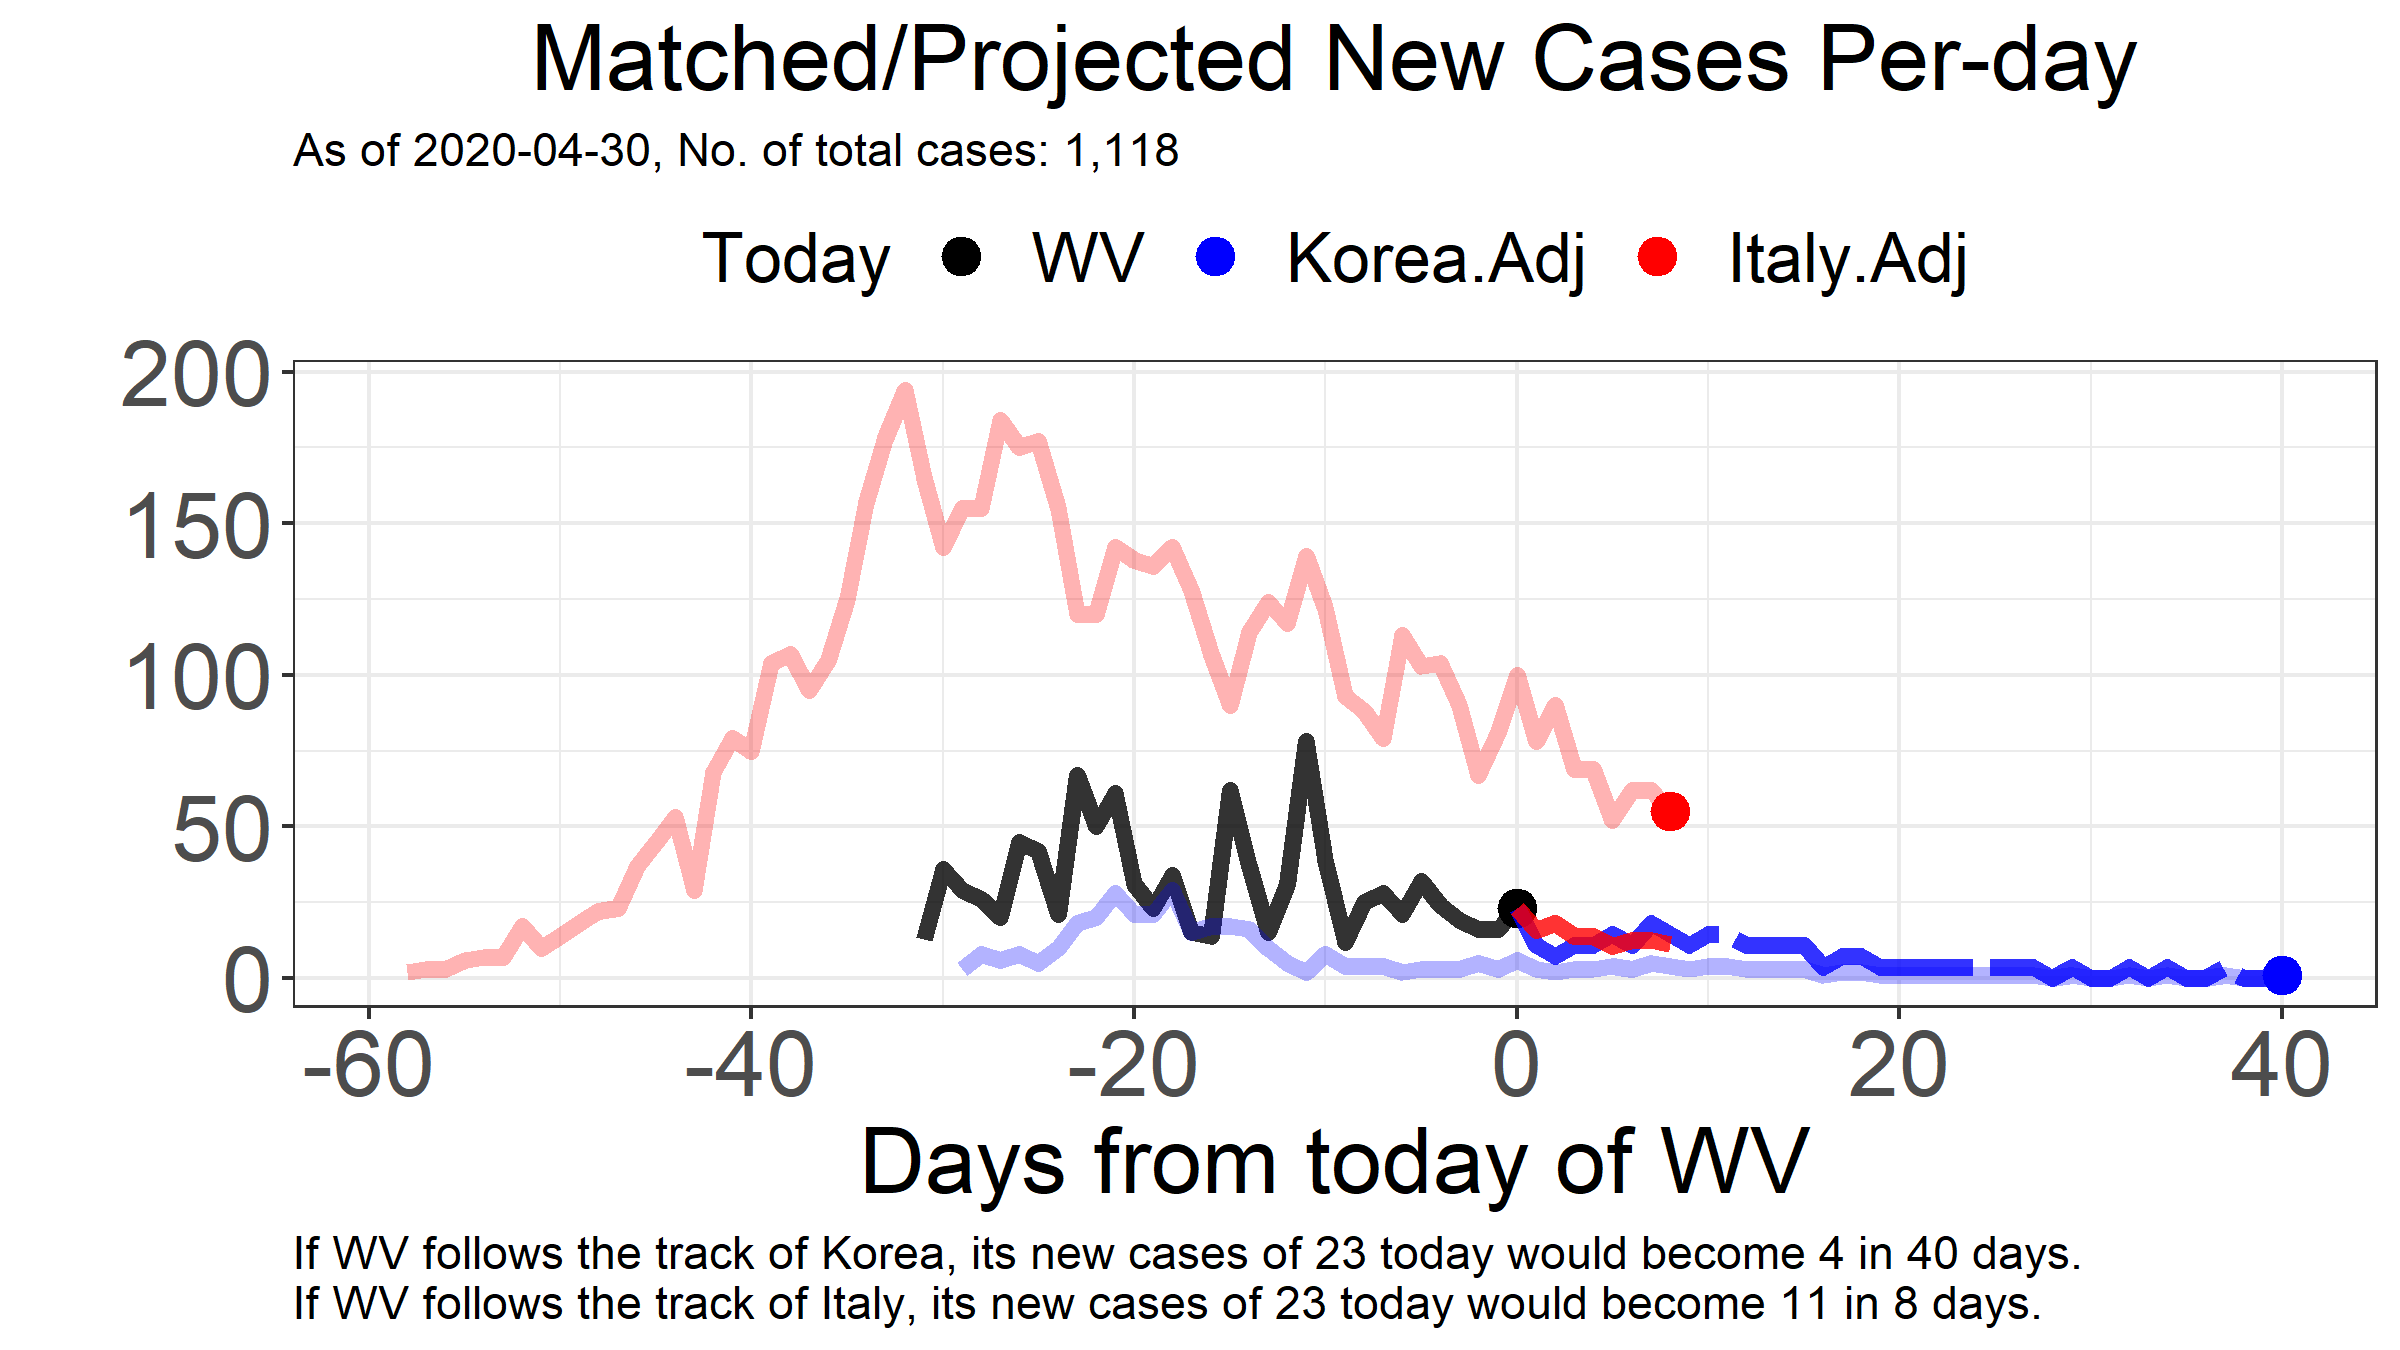 Matched/Projected New Cases Per-day
As of 2020-04-30, No. of total cases: 1,118
Today WV Korea.Adj Italy.Adj
200
150
100
50
0
-60 -40 -20 0 20 40
Days from today of WV
If WV follows the track of Korea, its new cases of 23 today would become 4 in 40 days.
If WV follows the track of Italy, its new cases of 23 today would become 11 in 8 days.